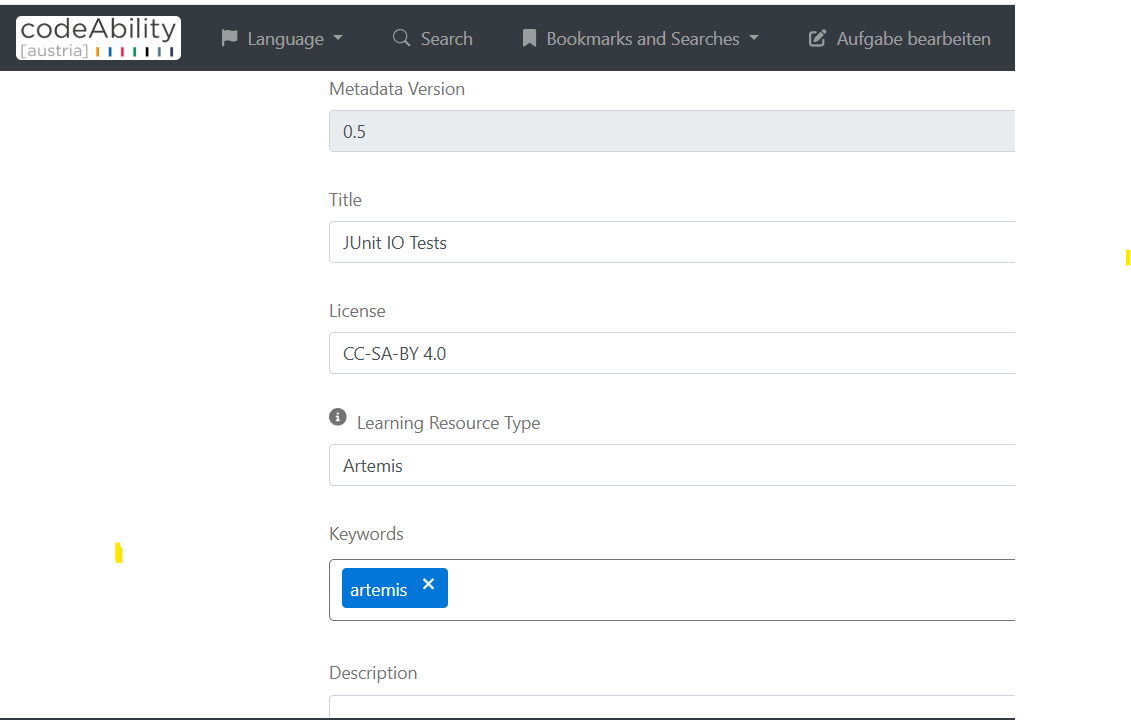 codeAbility
[austria]
Language
Search
Bookmarks and Searches
Aufgabe bearbeiten
Metadata Version
0.5
Title
JUnit IO Tests
License
CC-SA-BY 4.0
Learning Resource Type
Artemis
Keywords
artemis ×
Description